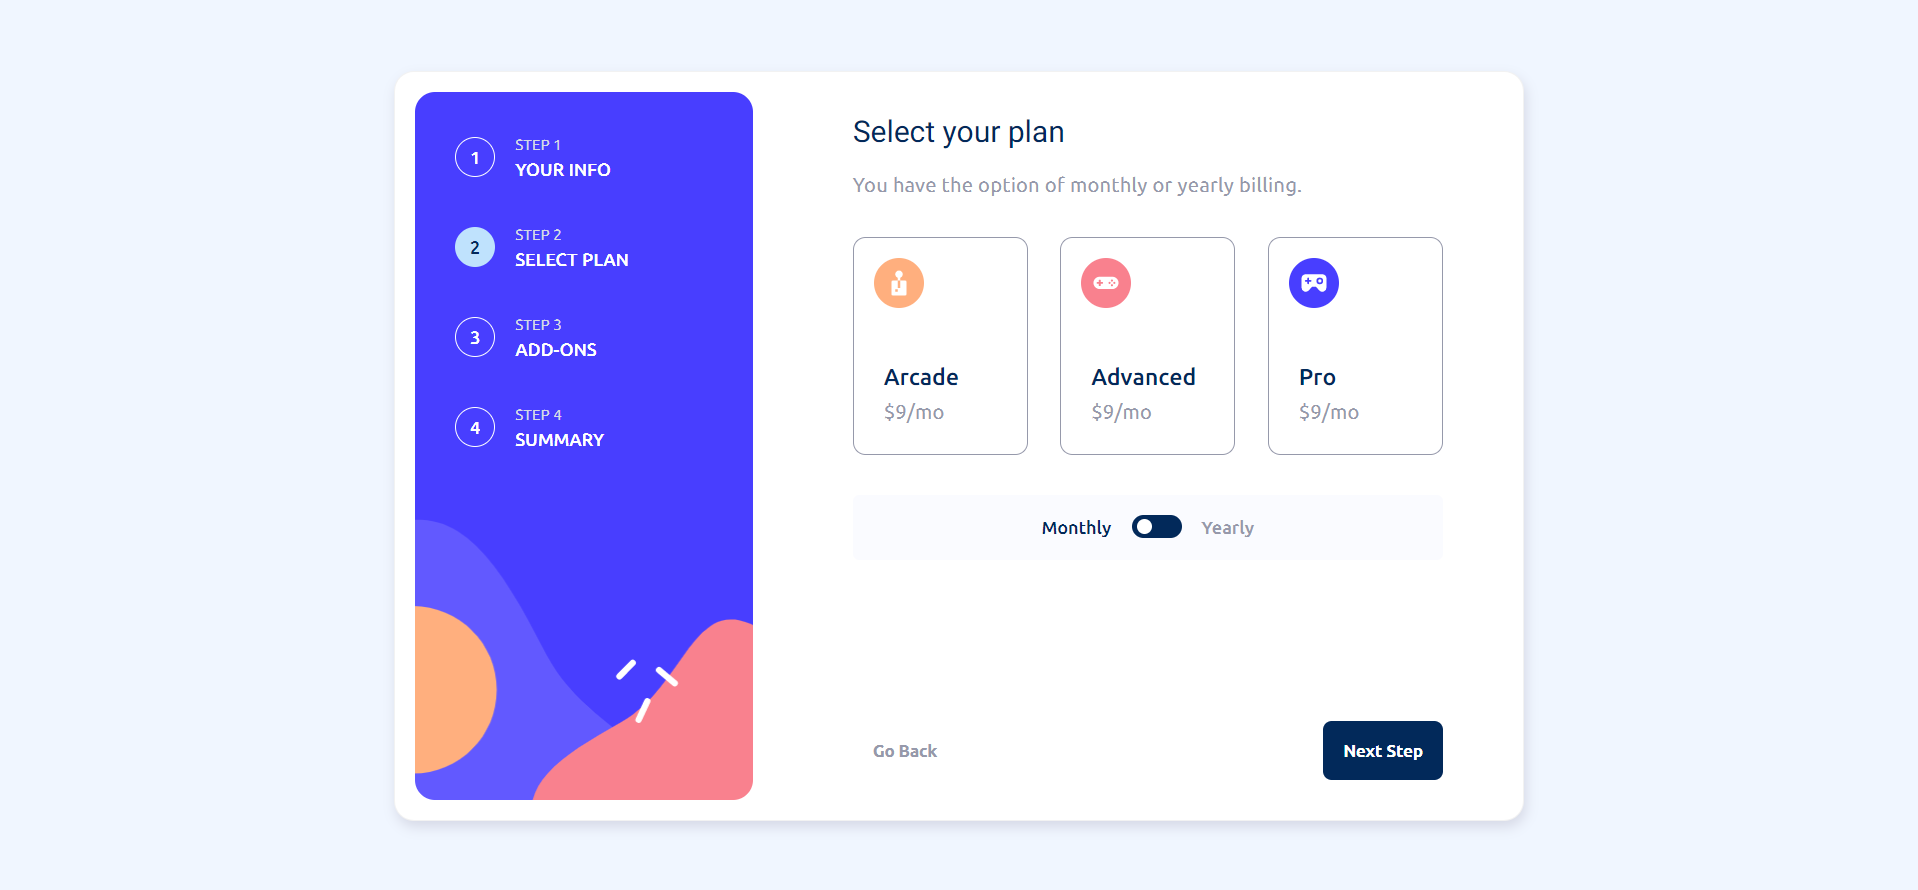 1
STEP 1
YOUR INFO
2
STEP 2
SELECT PLAN
3
STEP 3
ADD-ONS
4
STEP 4
SUMMARY
Select your plan
You have the option of monthly or yearly billing.
Arcade
$9/mo
Advanced
$9/mo
Pro
$9/mo
Monthly
Yearly
Go Back
Next Step